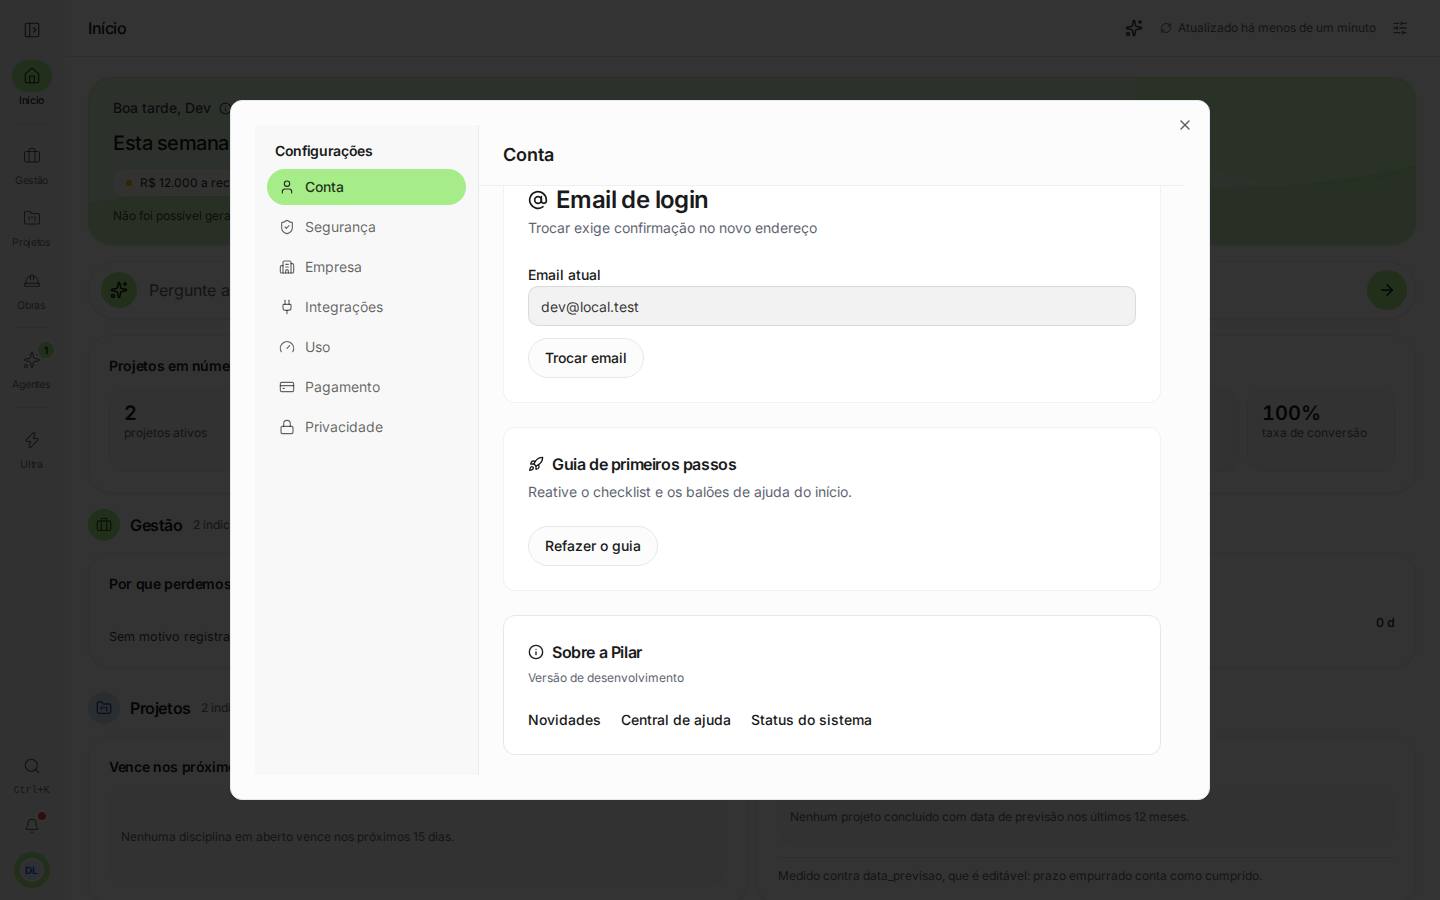 Início
Atualizado há menos de um minuto
Início
Gestão
Projetos
Obras
1
Agentes
Ultra
Ctrl+K
DL
Boa tarde, Dev
Esta semana
R$ 12.000 a rec
Não foi possível gera
Pergunte a
Projetos em núme
2
projetos ativos
100%
taxa de conversão
Gestão
2 indic
Por que perdemos
Sem motivo registra
0 d
Projetos
2 indi
Vence nos próxim
Nenhuma disciplina em aberto vence nos próximos 15 dias.
Nenhum projeto concluído com data de previsão nos últimos 12 meses.
Medido contra data_previsao, que é editável: prazo empurrado conta como cumprido.
Configurações
Conta
Segurança
Empresa
Integrações
Uso
Pagamento
Privacidade
Conta
Email de login
Trocar exige confirmação no novo endereço
Email atual
dev@local.test
Trocar email
Guia de primeiros passos
Reative o checklist e os balões de ajuda do início.
Refazer o guia
Sobre a Pilar
Versão de desenvolvimento
Novidades Central de ajuda Status do sistema